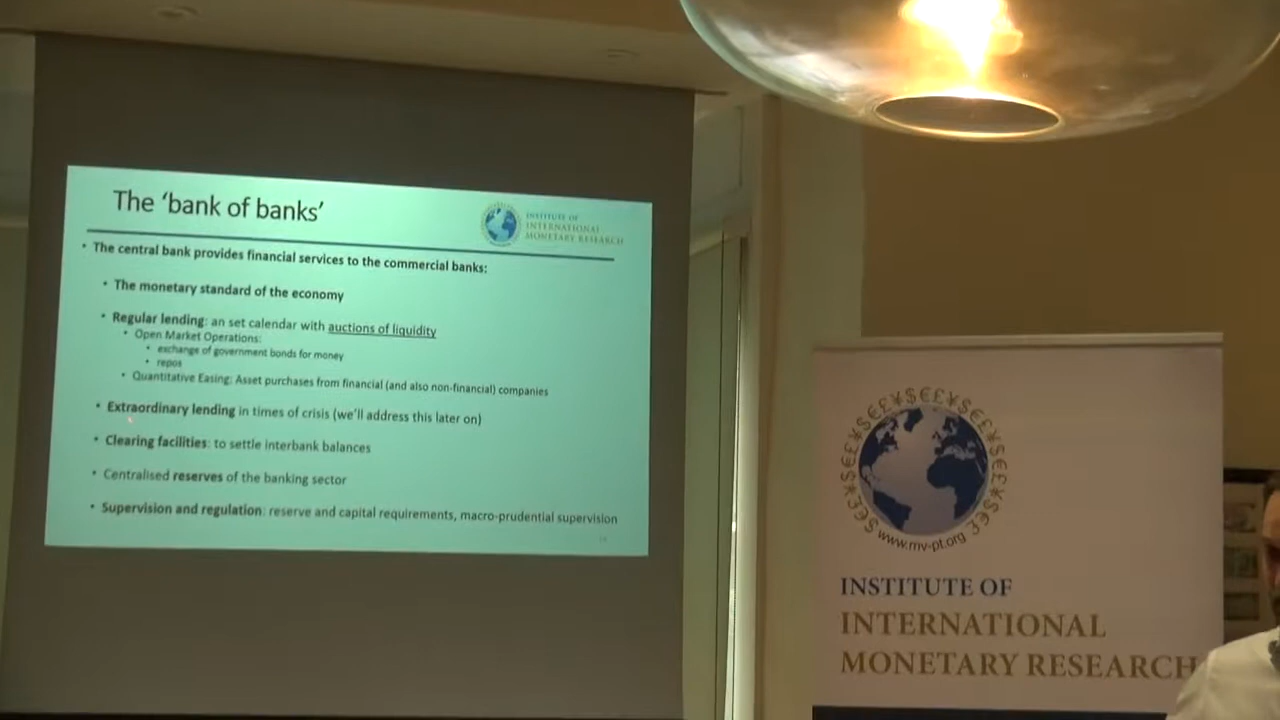 The ‘bank of banks’
INSTITUTE OF
INTERNATIONAL
MONETARY RESEARCH
• The central bank provides financial services to the commercial banks:
• The monetary standard of the economy
• Regular lending: an set calendar with auctions of liquidity
• Open Market Operations:
• exchange of government bonds for money
• repos
• Quantitative Easing: Asset purchases from financial (and also non-financial) companies
• Extraordinary lending in times of crisis (we’ll address this later on)
• Clearing facilities: to settle interbank balances
• Centralised reserves of the banking sector
• Supervision and regulation: reserve and capital requirements, macro-prudential supervision
www.mv-pt.org
INSTITUTE OF
INTERNATIONAL
MONETARY RESEARCH